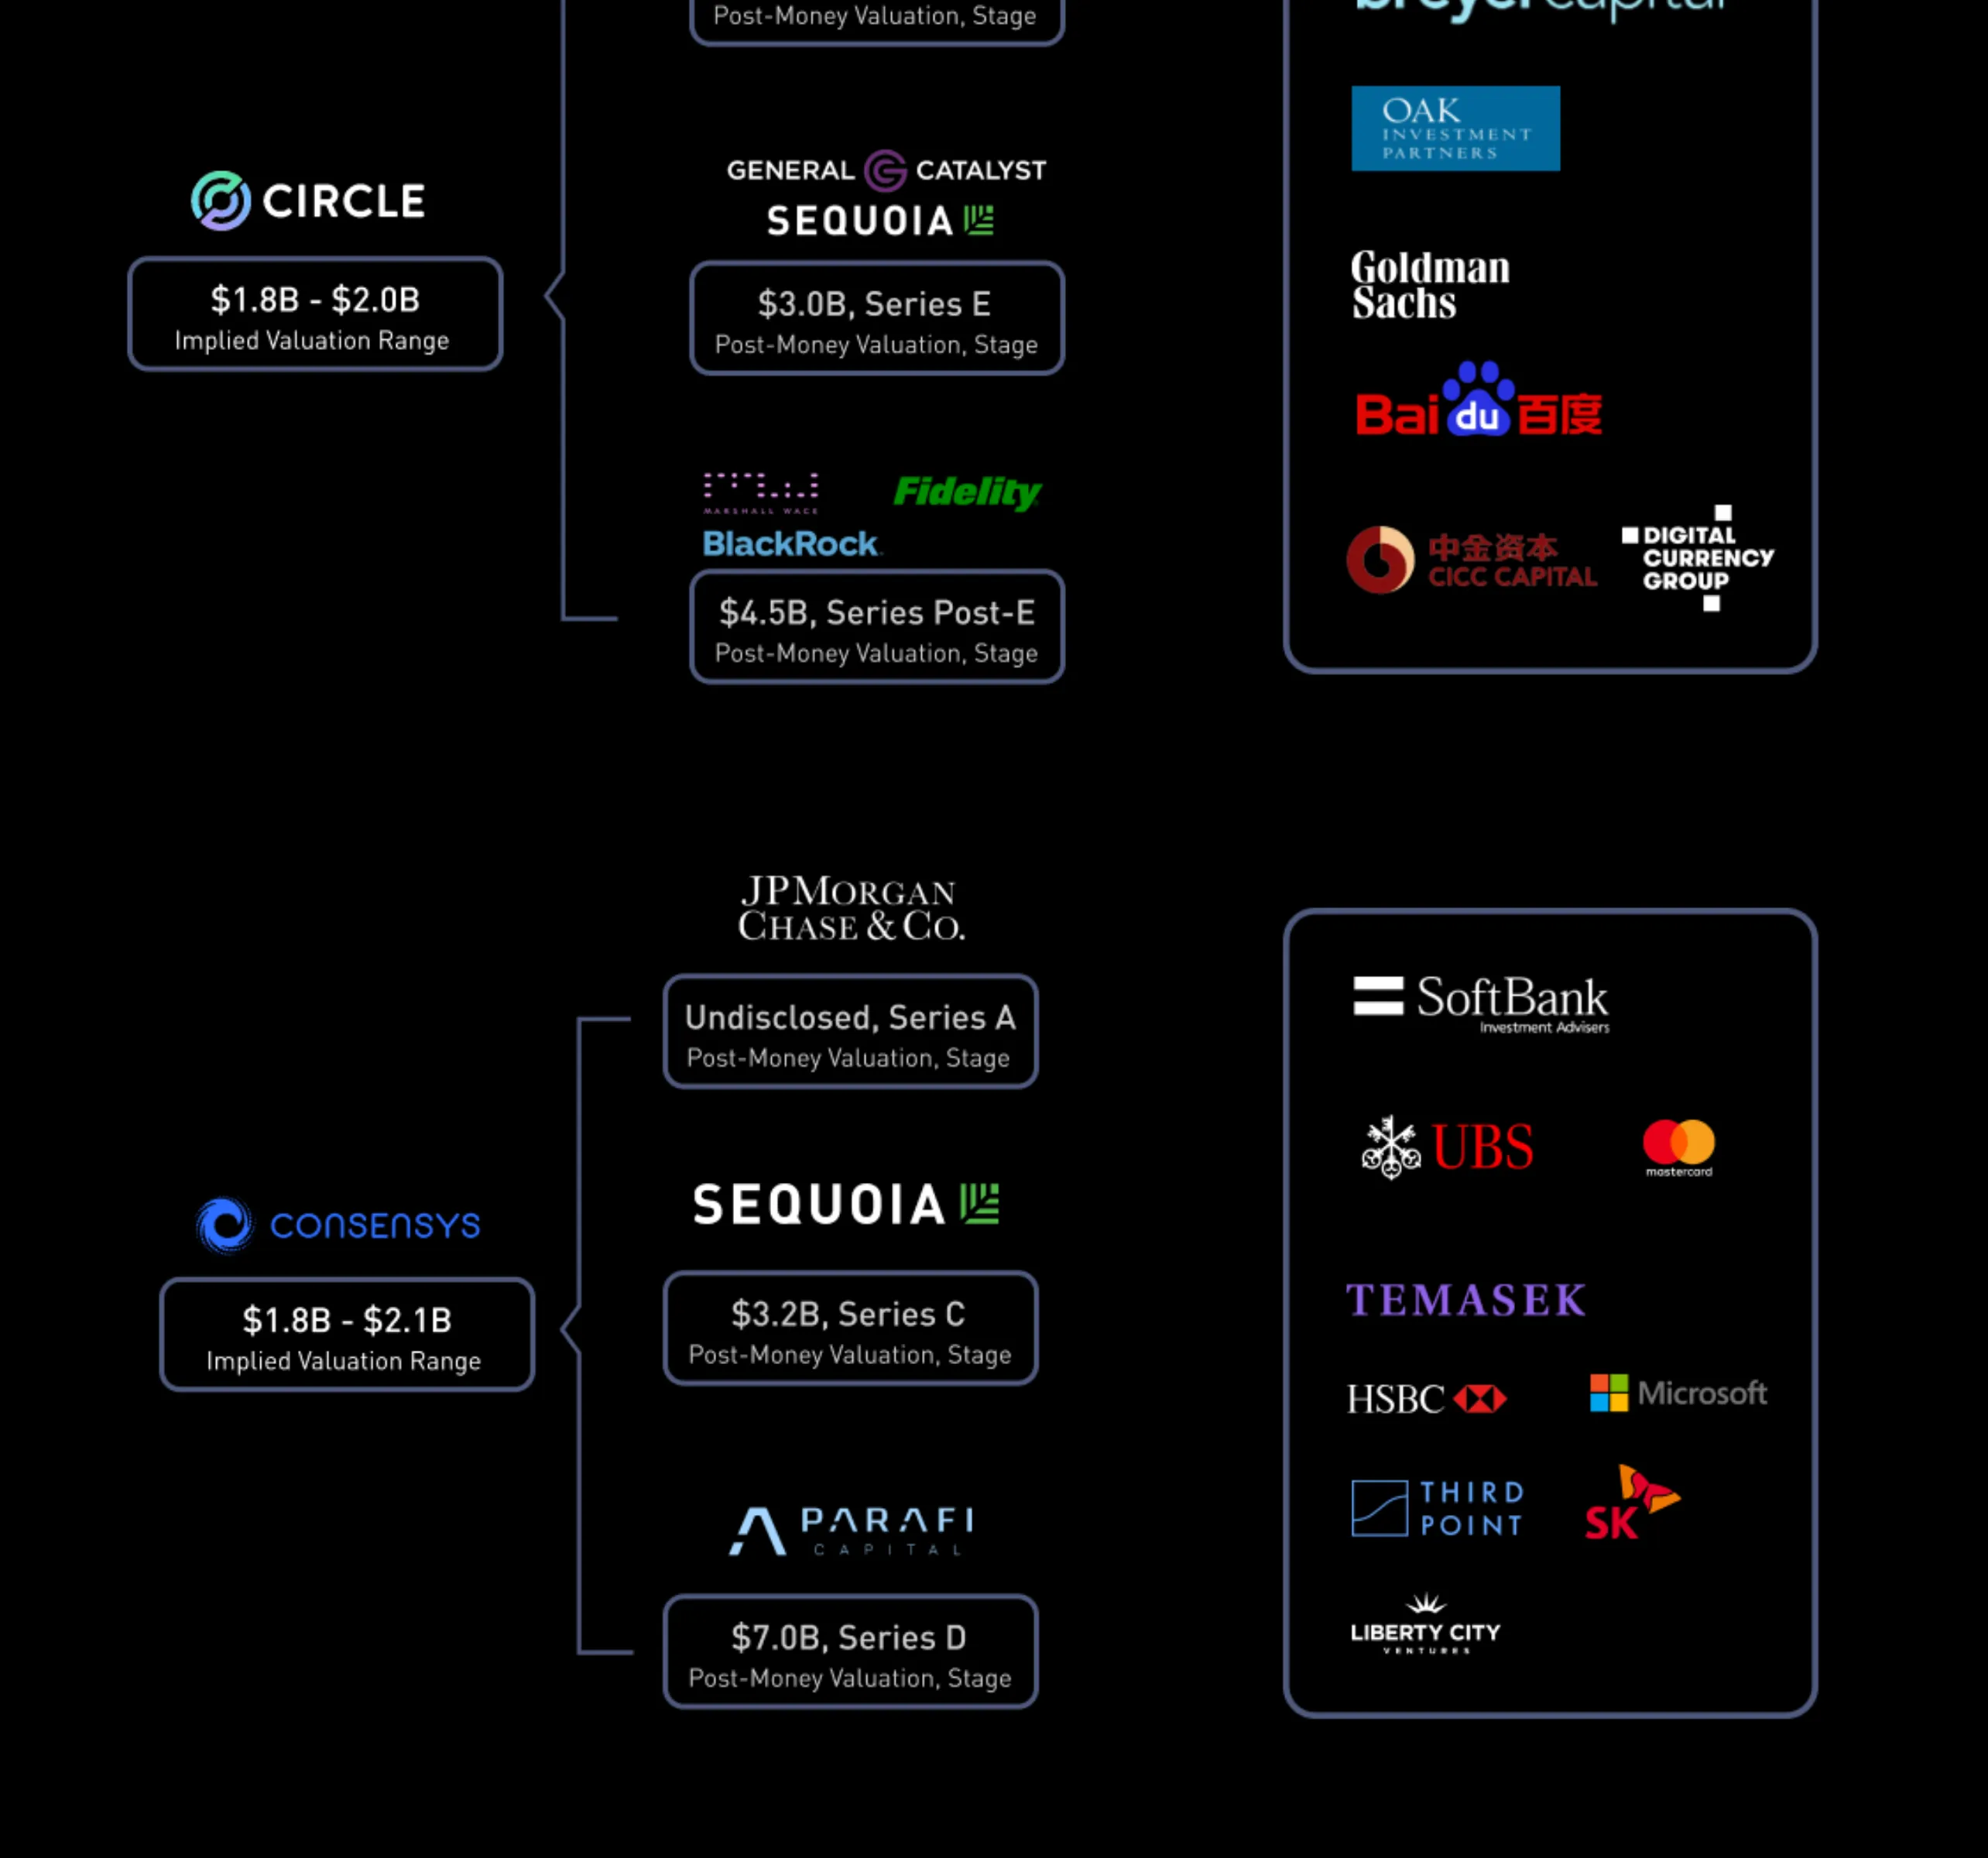 Post-Money Valuation, Stage
breyercapital
OAK
INVESTMENT
PARTNERS
GENERAL CATALYST
SEQUOIA
CIRCLE
$1.8B - $2.0B
Implied Valuation Range
$3.0B, Series E
Post-Money Valuation, Stage
Goldman
Sachs
Bai du 百度
MARSHALL WACE
Fidelity
BlackRock
$4.5B, Series Post-E
Post-Money Valuation, Stage
中金资本
CICC CAPITAL
DIGITAL
CURRENCY
GROUP
JPMORGAN
CHASE & CO.
Undisclosed, Series A
Post-Money Valuation, Stage
SEQUOIA
CONSENSYS
$1.8B - $2.1B
Implied Valuation Range
$3.2B, Series C
Post-Money Valuation, Stage
PARAFI
CAPITAL
$7.0B, Series D
Post-Money Valuation, Stage
SoftBank
Investment Advisers
UBS
mastercard
TEMASEK
HSBC
Microsoft
THIRD
POINT
SK
LIBERTY CITY
VENTURES